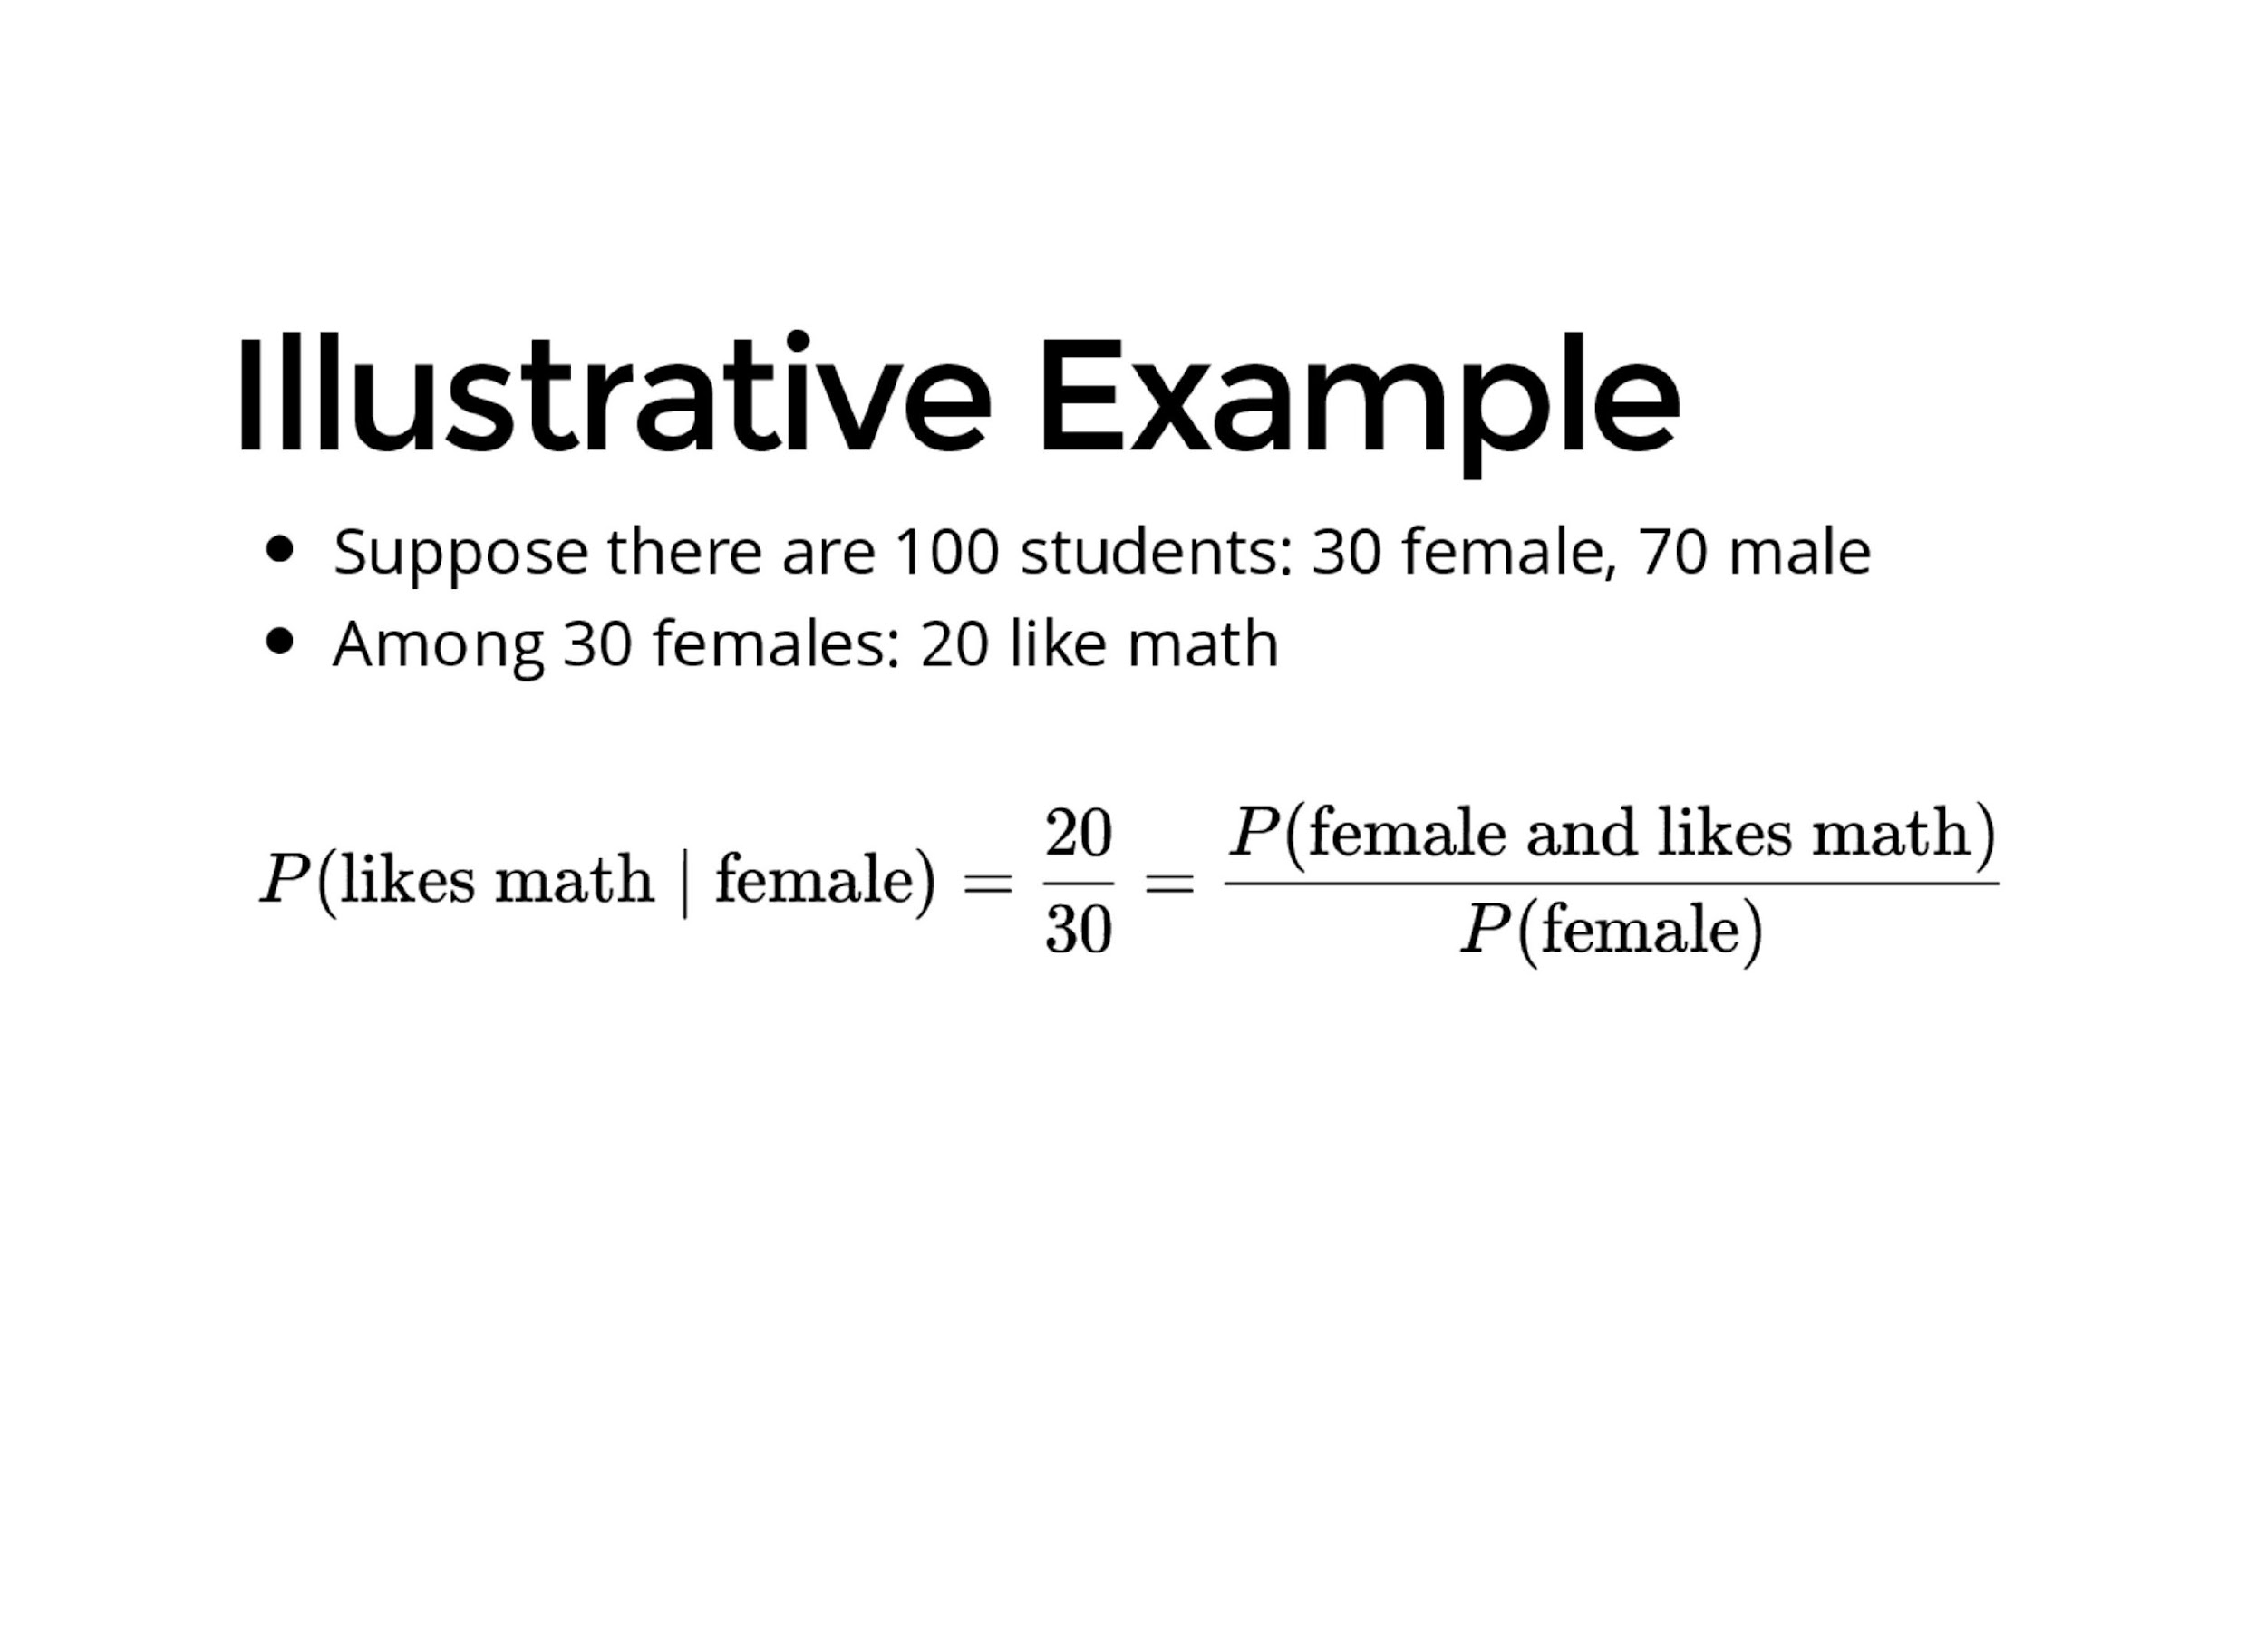 Illustrative Example
• Suppose there are 100 students: 30 female, 70 male
• Among 30 females: 20 like math
P(likes math | female) = 20/30 = P(female and likes math)/P(female)